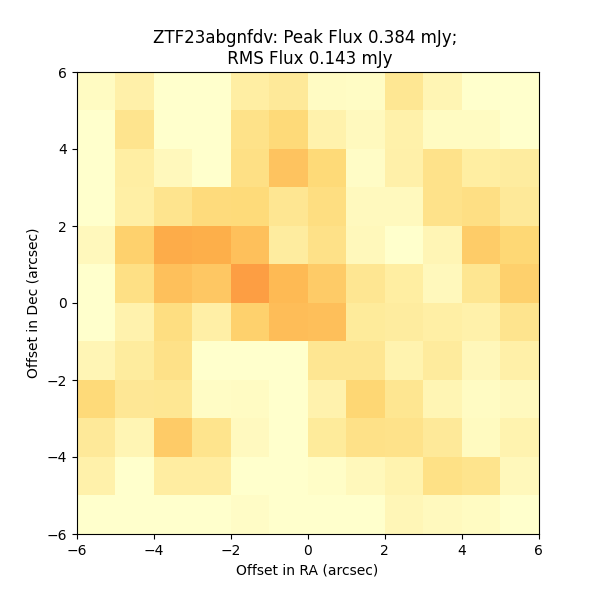 ZTF23abgnfdv: Peak Flux 0.384 mJy;
RMS Flux 0.143 mJy
6
4
2
0
−2
−4
−6
Offset in Dec (arcsec)
−6 −4 −2 0 2 4 6
Offset in RA (arcsec)